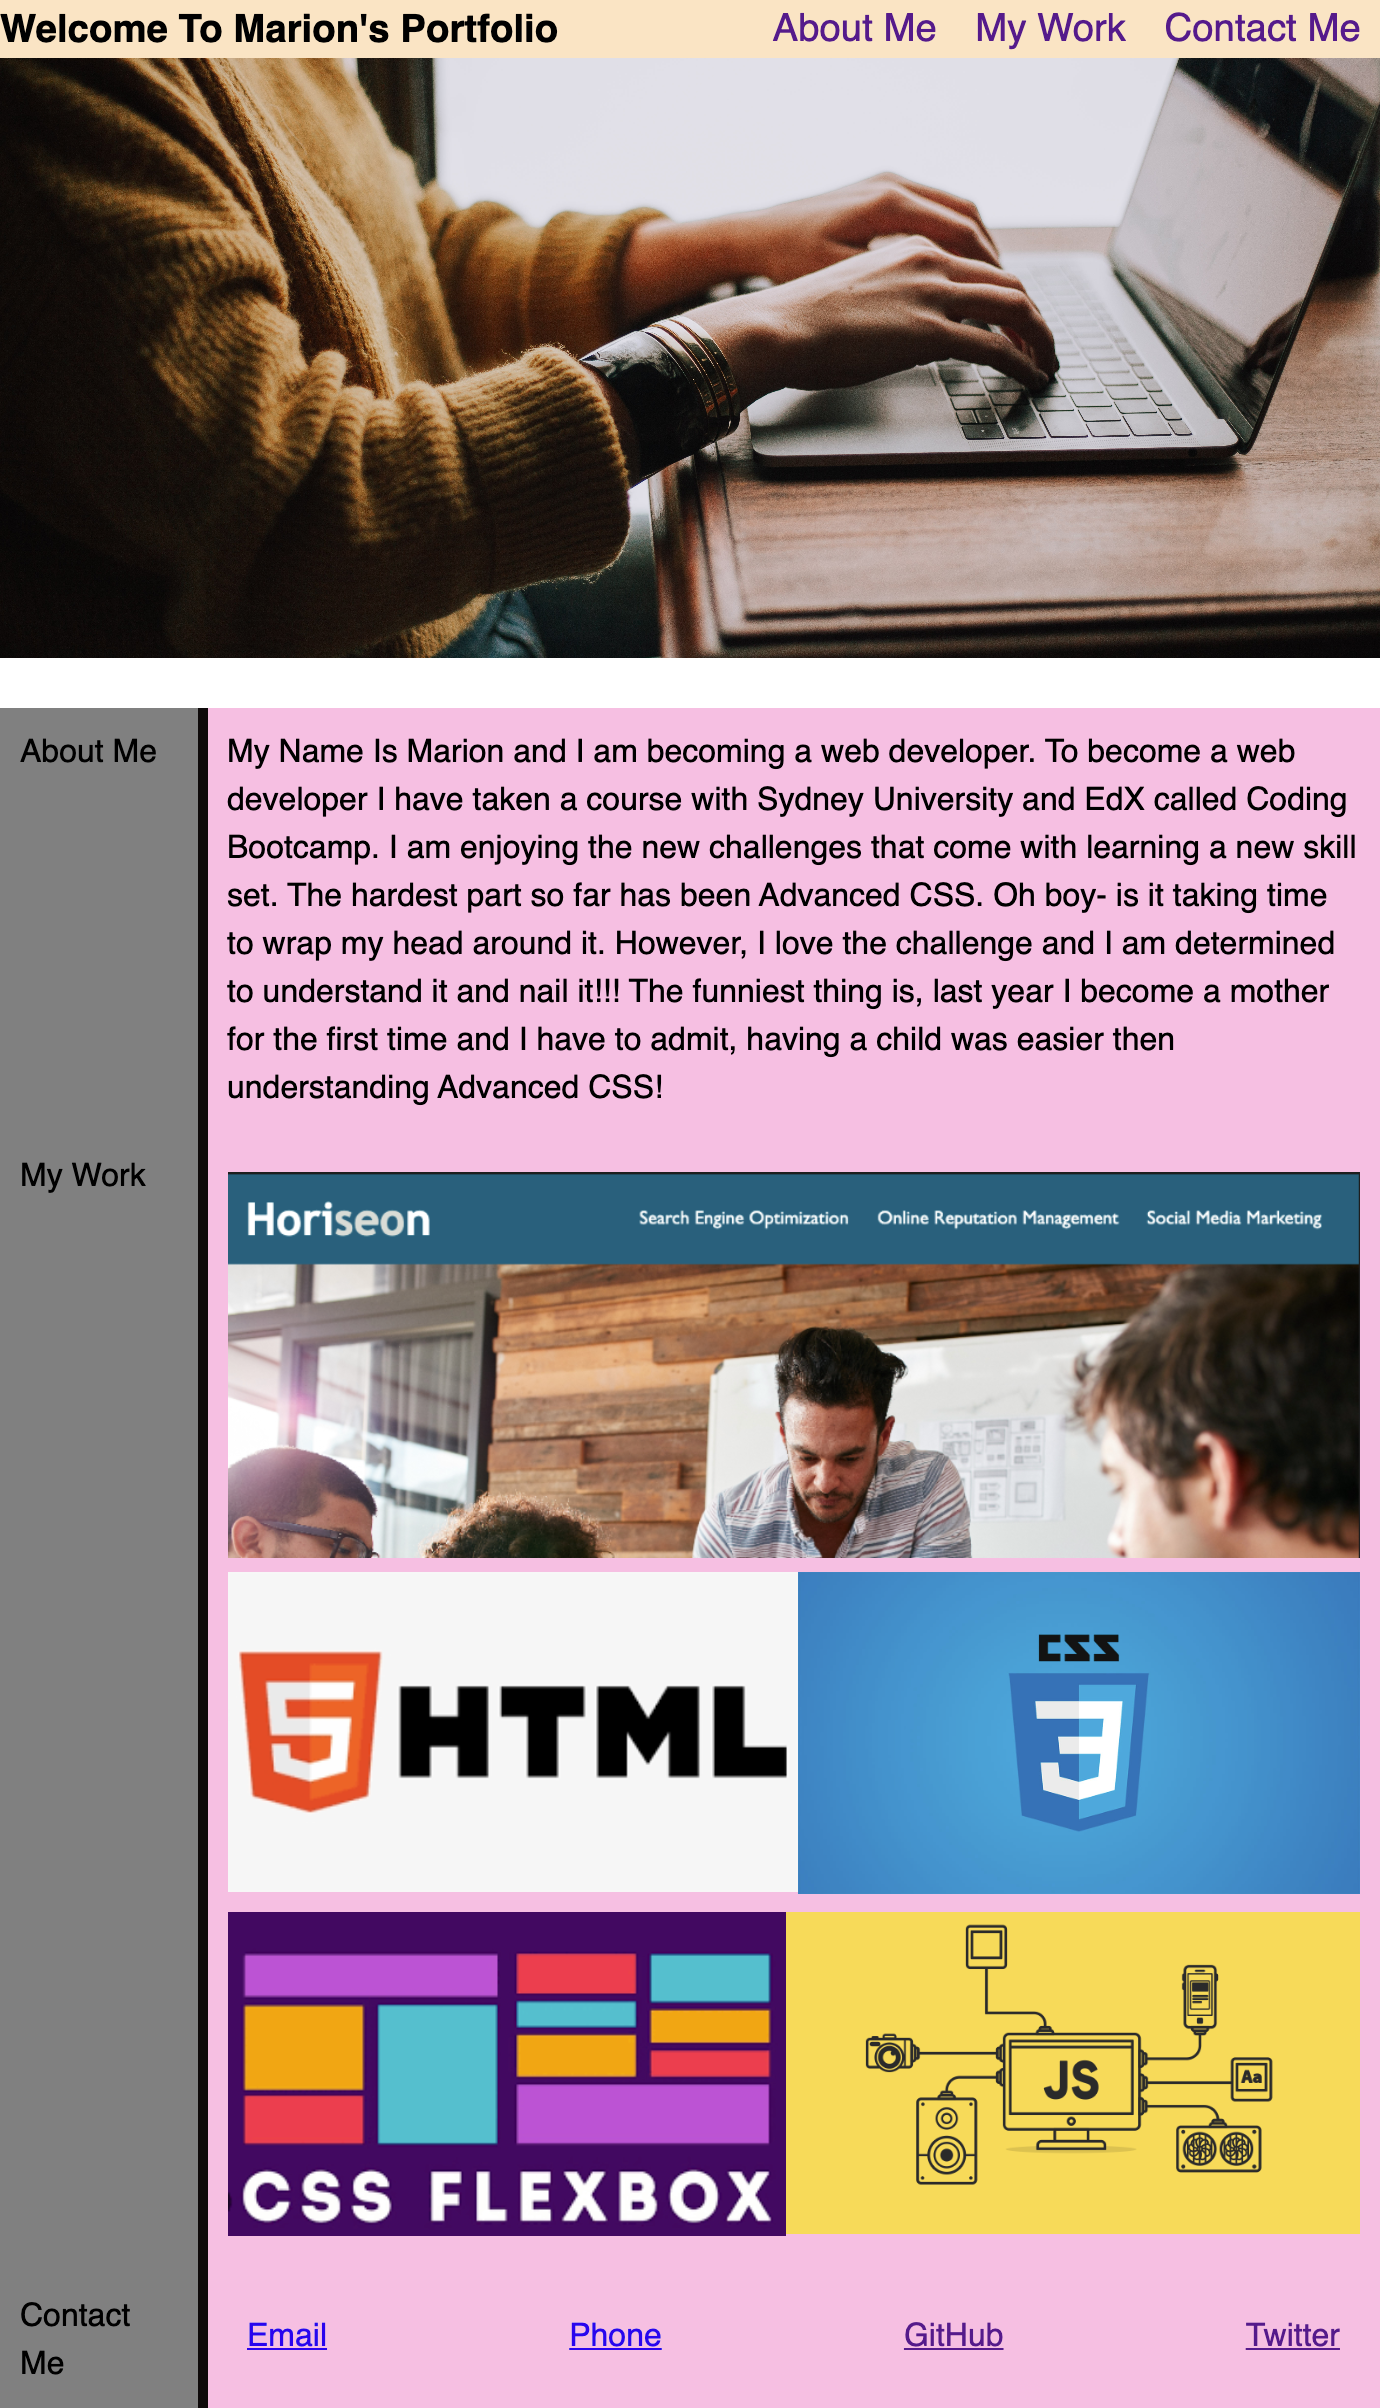 Welcome To Marion's Portfolio
About Me
My Work
Contact Me
About Me
My Name Is Marion and I am becoming a web developer. To become a web
developer I have taken a course with Sydney University and EdX called Coding
Bootcamp. I am enjoying the new challenges that come with learning a new skill
set. The hardest part so far has been Advanced CSS. Oh boy- is it taking time
to wrap my head around it. However, I love the challenge and I am determined
to understand it and nail it!!! The funniest thing is, last year I become a mother
for the first time and I have to admit, having a child was easier then
understanding Advanced CSS!
My Work
Horiseon
Search Engine Optimization
Online Reputation Management
Social Media Marketing
5 HTML
CSS
3
JS
Aa
CSS FLEXBOX
Contact
Me
Email
Phone
GitHub
Twitter